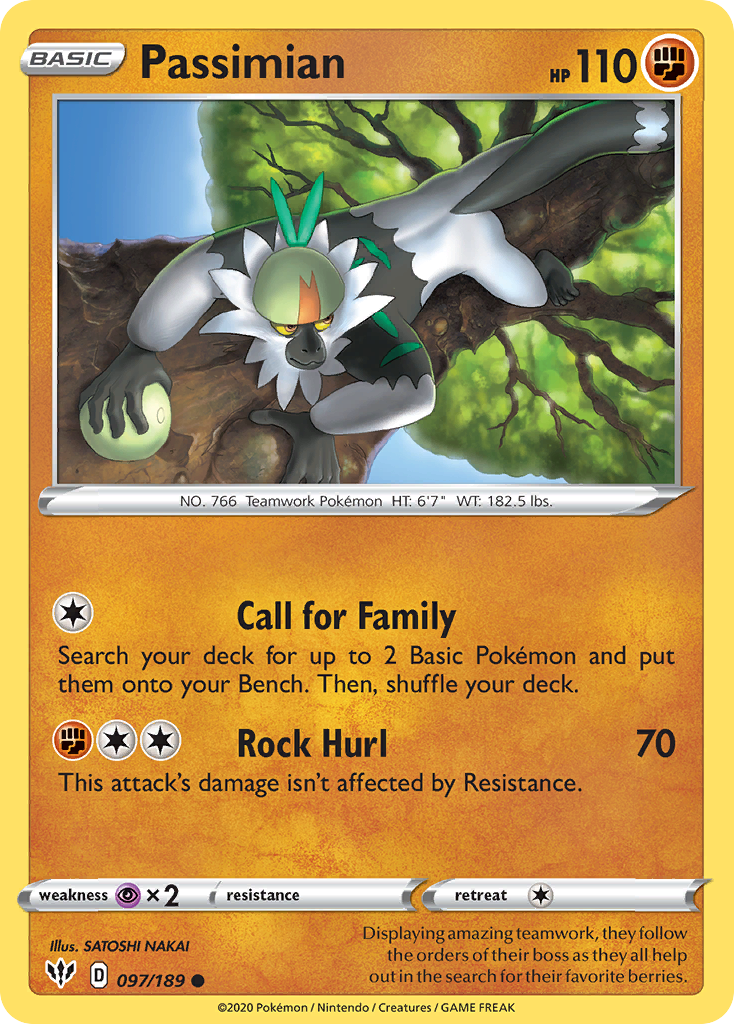 BASIC
Passimian
HP 110
NO. 766 Teamwork Pokémon HT: 6'7" WT: 182.5 lbs.
Call for Family
Search your deck for up to 2 Basic Pokémon and put
them onto your Bench. Then, shuffle your deck.
Rock Hurl 70
This attack's damage isn't affected by Resistance.
weakness ×2 resistance retreat
Illus. SATOSHI NAKAI
Displaying amazing teamwork, they follow
the orders of their boss as they all help
out in the search for their favorite berries.
D 097/189
©2020 Pokémon / Nintendo / Creatures / GAME FREAK